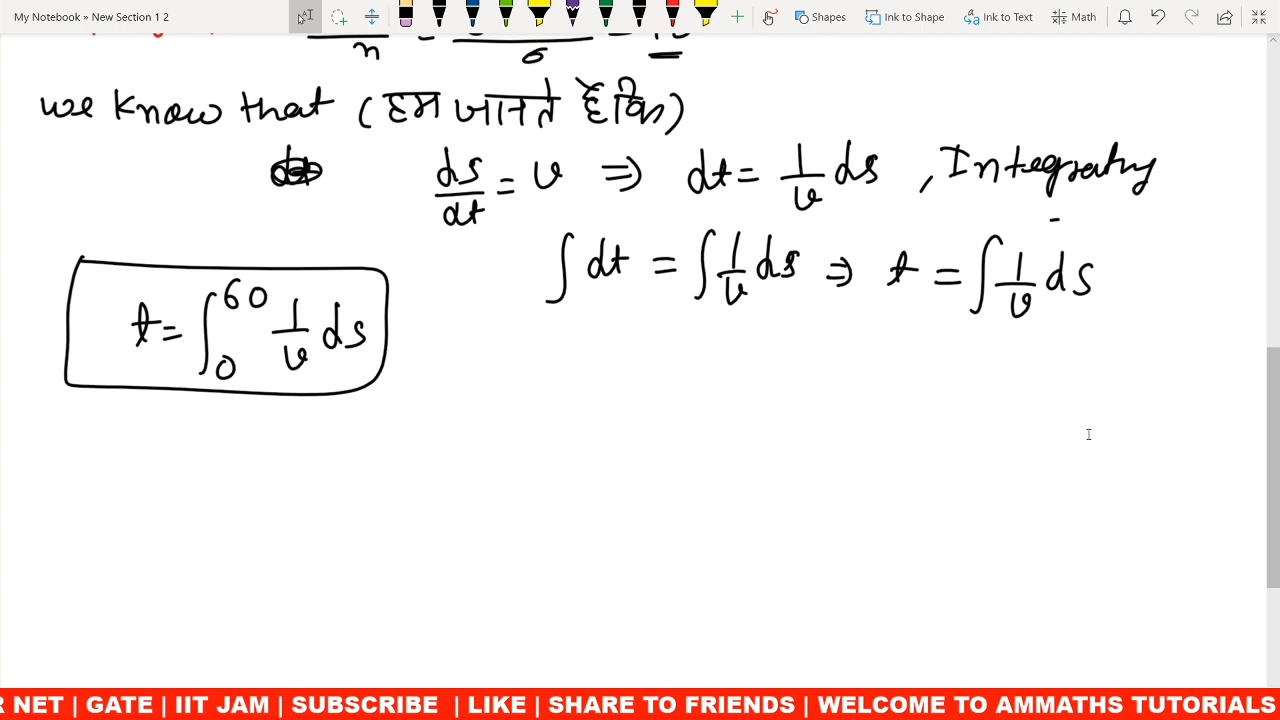 My Notebook » New Section 1 2
Shapes Ink to Shape Ink to Text Math
n 6
we know that (हम जानते है कि)
ds/dt = v ⇒ dt = 1/v ds , Integrating
∫ dt = ∫ 1/v ds ⇒ t = ∫ 1/v ds
t = ∫₀⁶⁰ 1/v ds
R NET | GATE | IIT JAM | SUBSCRIBE | LIKE | SHARE TO FRIENDS | WELCOME TO AMMATHS TUTORIALS